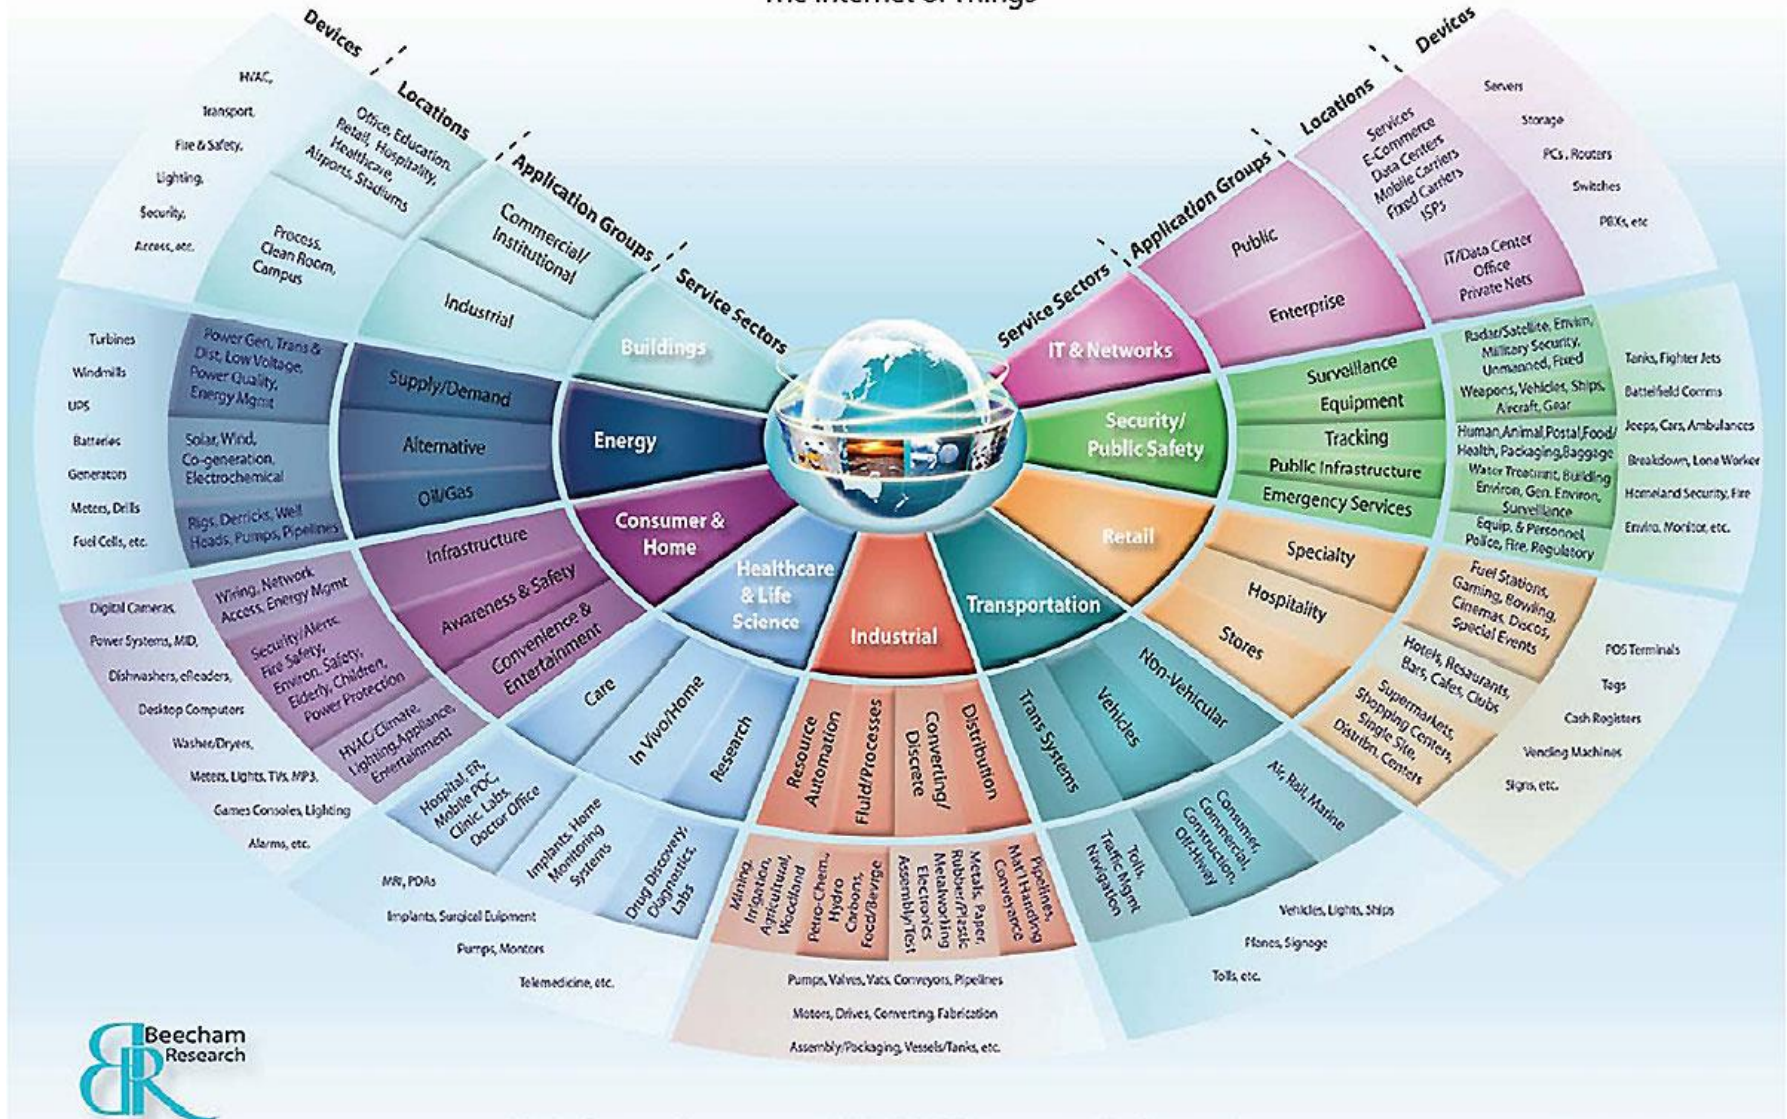 The Internet of Things
Devices
Locations
Application Groups
Service Sectors
HVAC,
Transport,
Fire & Safety,
Lighting,
Security,
Access, etc.
Office, Education,
Retail, Hospitality,
Healthcare,
Airports, Stadiums
Process,
Clean Room,
Campus
Commercial/
Institutional
Industrial
Buildings
Turbines
Windmills
UPS
Batteries
Generators
Meters, Drills
Fuel Cells, etc.
Power Gen, Trans &
Dist, Low Voltage,
Power Quality,
Energy Mgmt
Solar, Wind,
Co-generation,
Electrochemical
Rigs, Derricks, Well
Heads, Pumps, Pipelines
Supply/Demand
Alternative
Oil/Gas
Energy
Digital Cameras,
Power Systems, MID,
Dishwashers, eReaders,
Desktop Computers
Washer/Dryers,
Meters, Lights, TVs, MP3,
Games Consoles, Lighting
Alarms, etc.
Wiring, Network
Access, Energy Mgmt
Security/Alerts,
Fire Safety,
Environ. Safety,
Elderly, Children,
Power Protection
HVAC/Climate,
Lighting, Appliance,
Entertainment
Infrastructure
Awareness & Safety
Convenience &
Entertainment
Consumer &
Home
MRI, PDAs
Implants, Surgical Euipment
Pumps, Montors
Telemedicine, etc.
Hospital, ER,
Mobile POC,
Clinic, Labs,
Doctor Office
Implants, Home
Monitoring
Systems
Drug Discovery,
Diagnostics,
Labs
Care
In Vivo/Home
Research
Healthcare
& Life
Science
Industrial
Resource
Automation
Fluid/Processes
Converting/
Discrete
Distribution
Mining,
Irrigation,
Agricultural,
Woodland
Petro-Chem.,
Hydro
Carbons,
Food/Bevrge
Metals, Paper,
Rubber/Plastic
Metalworking
Electronics
Assembly/Test
Pipelines,
Mat'l Handlng
Conveyance
Pumps, Valves, Vats, Conveyors, Pipelines
Motors, Drives, Converting, Fabrication
Assembly/Packaging, Vessels/Tanks, etc.
Transportation
Trans Systems
Vehicles
Non-Vehicular
Tolls,
Traffic Mgmt
Navigation
Consumer,
Commercial,
Construction,
Off-Hiway
Air, Rail, Marine
Vehicles, Lights, Ships
Planes, Signage
Tolls, etc.
Retail
Specialty
Hospitality
Stores
Fuel Stations,
Gaming, Bowling,
Cinemas, Discos,
Special Events
Hotels, Resaurants,
Bars, Cafes, Clubs
Supermarkets,
Shopping Centers,
Single Site,
Distribn. Centers
POS Terminals
Tags
Cash Registers
Vending Machines
Signs, etc.
Security/
Public Safety
Surveillance
Equipment
Tracking
Public Infrastructure
Emergency Services
Radar/Satellite, Environ,
Military Security,
Unmanned, Fixed
Weapons, Vehicles, Ships,
Aircraft, Gear
Human, Animal, Postal, Food/
Health, Packaging, Baggage
Water Treatment, Building
Environ, Gen. Environ,
Surveillance
Equip. & Personnel,
Police, Fire, Regulatory
Tanks, Fighter Jets
Battelfield Comms
Jeeps, Cars, Ambulances
Breakdown, Lone Worker
Homeland Security, Fire
Enviro. Monitor, etc.
IT & Networks
Public
Enterprise
Services
E-Commerce
Data Centers
Mobile Carriers
Fixed Carriers
ISPs
IT/Data Center
Office
Private Nets
Servers
Storage
PCs, Routers
Switches
PBXs, etc
Service Sectors
Application Groups
Locations
Devices
Beecham
Research